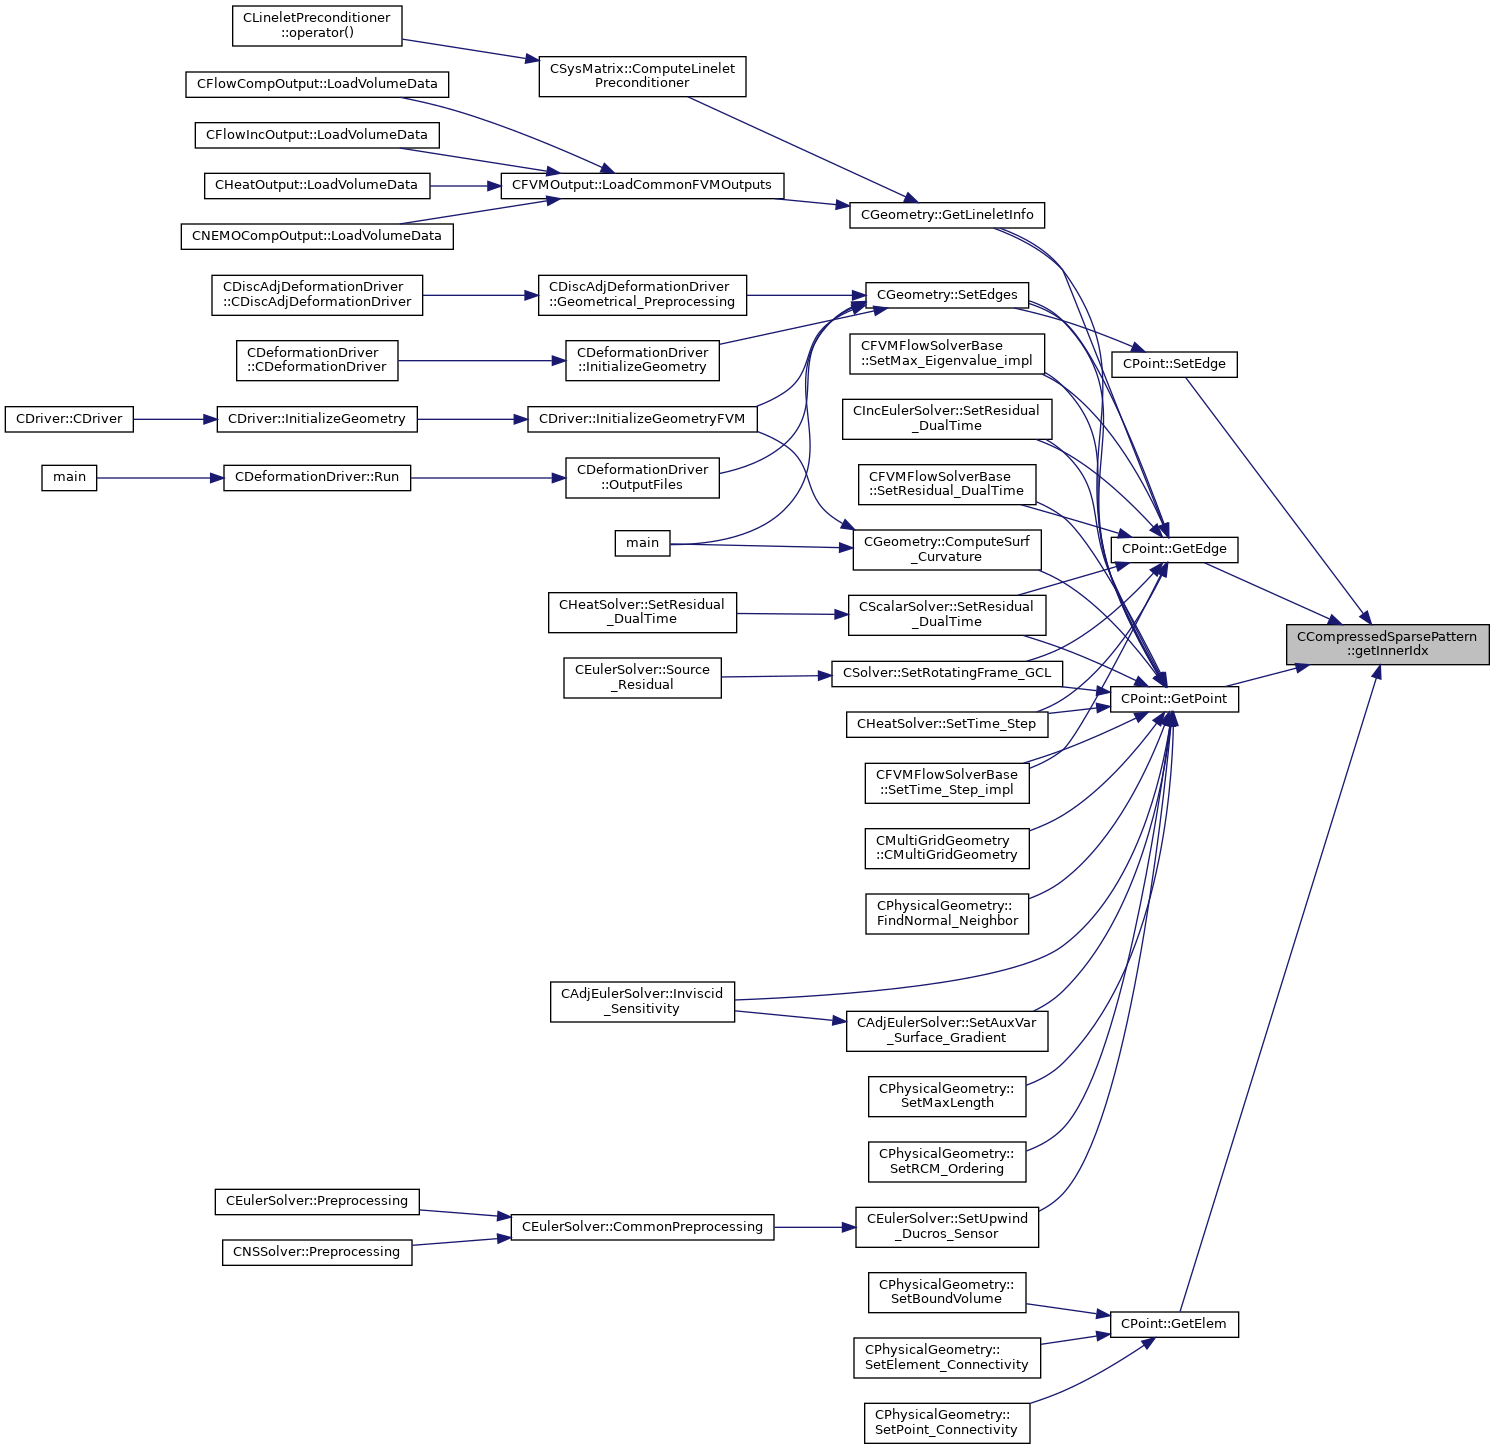 CLineletPreconditioner
::operator()
CSysMatrix::ComputeLinelet
Preconditioner
CFlowCompOutput::LoadVolumeData
CFlowIncOutput::LoadVolumeData
CHeatOutput::LoadVolumeData
CNEMOCompOutput::LoadVolumeData
CFVMOutput::LoadCommonFVMOutputs
CGeometry::GetLineletInfo
CDiscAdjDeformationDriver
::CDiscAdjDeformationDriver
CDiscAdjDeformationDriver
::Geometrical_Preprocessing
CGeometry::SetEdges
CDeformationDriver
::CDeformationDriver
CDeformationDriver
::InitializeGeometry
CFVMFlowSolverBase
::SetMax_Eigenvalue_impl
CPoint::SetEdge
CDriver::CDriver
CDriver::InitializeGeometry
CDriver::InitializeGeometryFVM
CIncEulerSolver::SetResidual
_DualTime
main
CDeformationDriver::Run
CDeformationDriver
::OutputFiles
CFVMFlowSolverBase
::SetResidual_DualTime
main
CGeometry::ComputeSurf
_Curvature
CPoint::GetEdge
CHeatSolver::SetResidual
_DualTime
CScalarSolver::SetResidual
_DualTime
CCompressedSparsePattern
::getInnerIdx
CEulerSolver::Source
_Residual
CSolver::SetRotatingFrame_GCL
CPoint::GetPoint
CHeatSolver::SetTime_Step
CFVMFlowSolverBase
::SetTime_Step_impl
CMultiGridGeometry
::CMultiGridGeometry
CPhysicalGeometry::
FindNormal_Neighbor
CAdjEulerSolver::Inviscid
_Sensitivity
CAdjEulerSolver::SetAuxVar
_Surface_Gradient
CPhysicalGeometry::
SetMaxLength
CPhysicalGeometry::
SetRCM_Ordering
CEulerSolver::Preprocessing
CNSSolver::Preprocessing
CEulerSolver::CommonPreprocessing
CEulerSolver::SetUpwind
_Ducros_Sensor
CPhysicalGeometry::
SetBoundVolume
CPoint::GetElem
CPhysicalGeometry::
SetElement_Connectivity
CPhysicalGeometry::
SetPoint_Connectivity